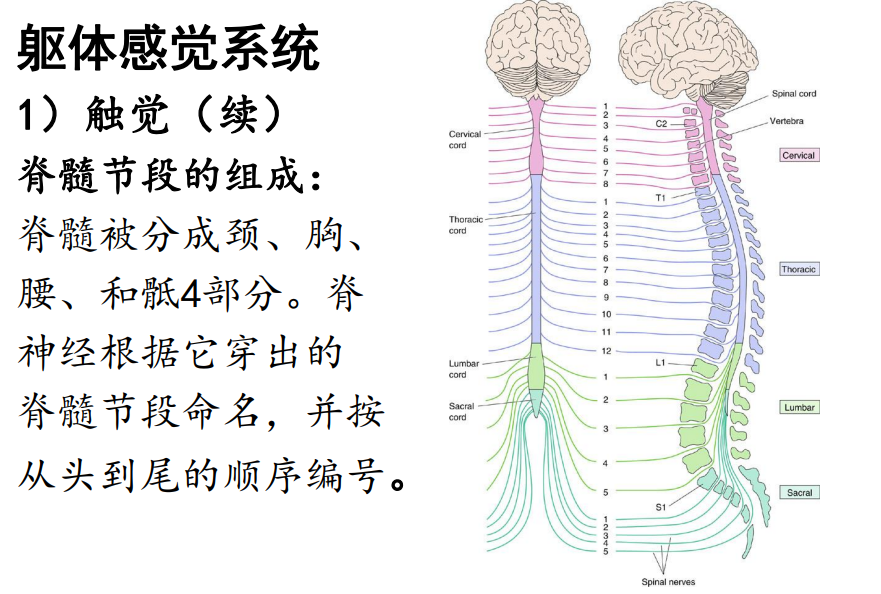 躯体感觉系统
1）触觉（续）
脊髓节段的组成：
脊髓被分成颈、胸、
腰、和骶4部分。脊
神经根据它穿出的
脊髓节段命名，并按
从头到尾的顺序编号。
Cervical
cord
Thoracic
cord
Lumbar
cord
Sacral
cord
1
2
3
4
5
6
7
8
1
2
3
4
5
6
7
8
9
10
11
12
1
2
3
4
5
1
2
3
4
5
Spinal nerves
C2
T1
L1
S1
Spinal cord
Vertebra
Cervical
Thoracic
Lumbar
Sacral